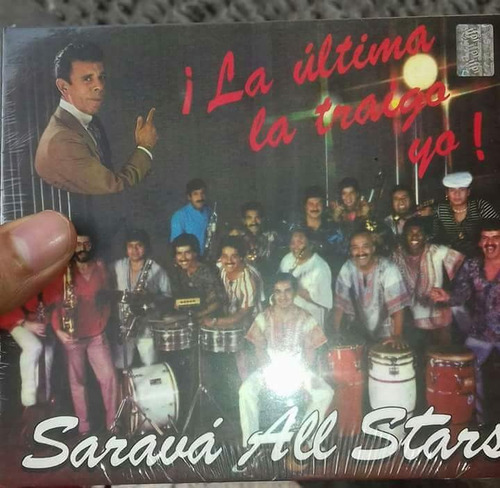 ¡La última
la traigo
yo!
Saravá All Stars